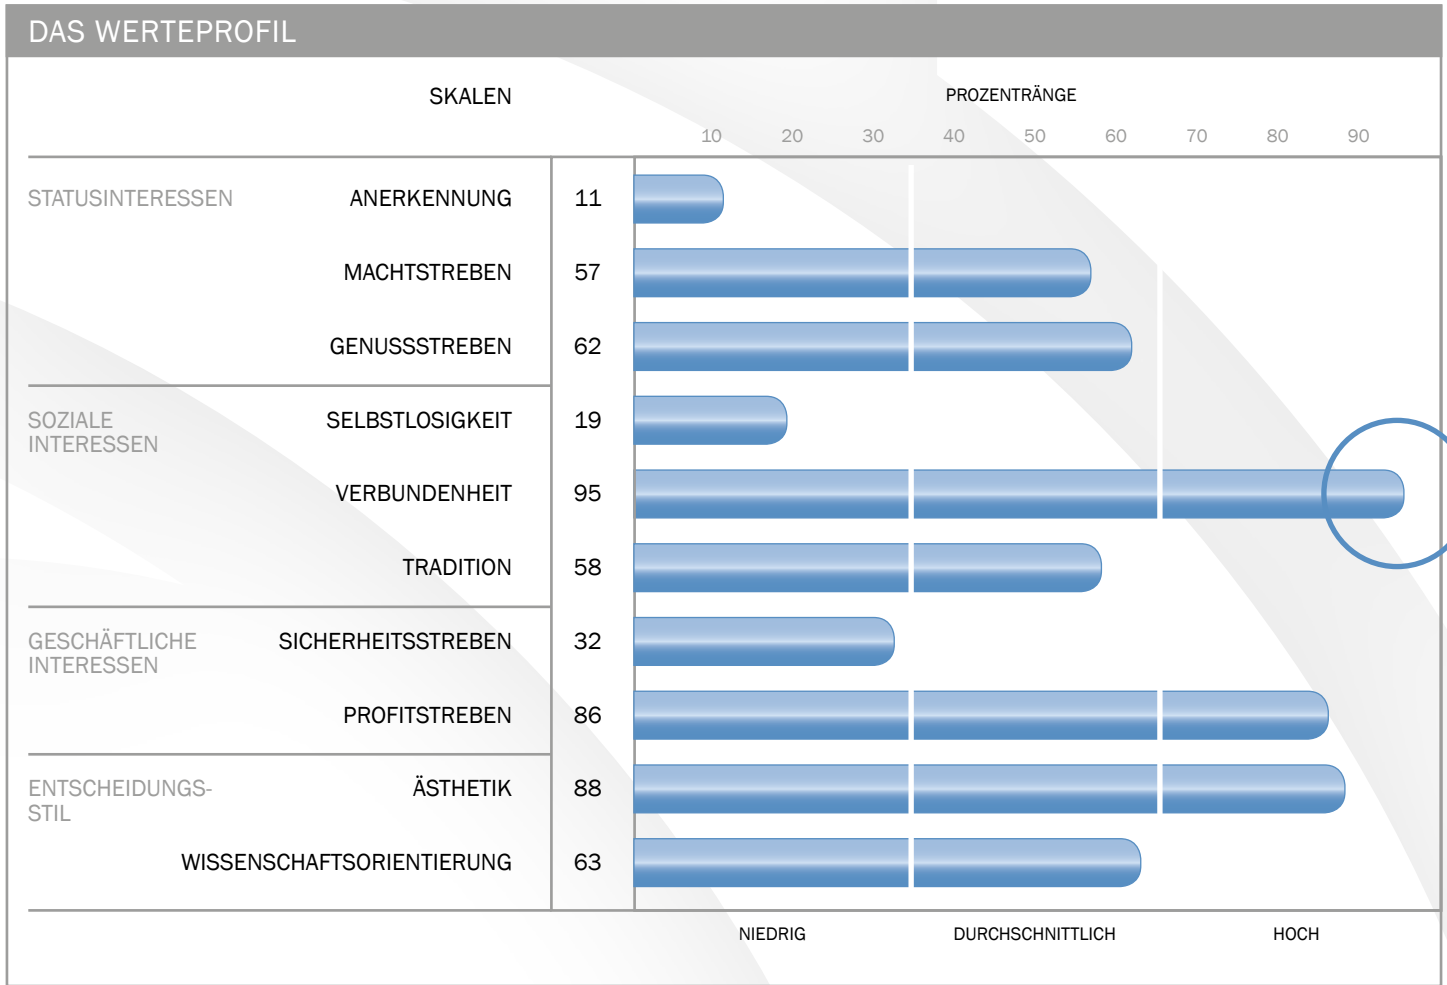 DAS WERTEPROFIL
SKALEN PROZENTRÄNGE
10 20 30 40 50 60 70 80 90
STATUSINTERESSEN ANERKENNUNG 11
MACHTSTREBEN 57
GENUSSSTREBEN 62
SOZIALE
INTERESSEN
SELBSTLOSIGKEIT 19
VERBUNDENHEIT 95
TRADITION 58
GESCHÄFTLICHE
INTERESSEN
SICHERHEITSSTREBEN 32
PROFITSTREBEN 86
ENTSCHEIDUNGS-
STIL
ÄSTHETIK 88
WISSENSCHAFTSORIENTIERUNG 63
NIEDRIG DURCHSCHNITTLICH HOCH